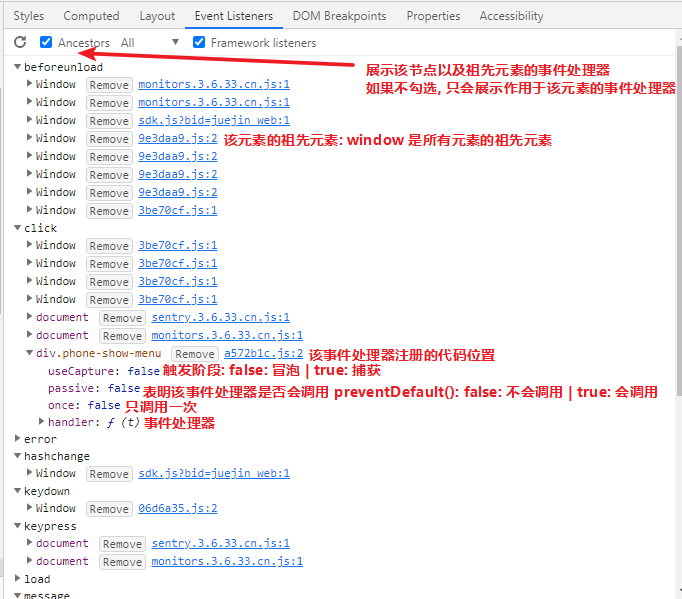 Styles Computed Layout Event Listeners DOM Breakpoints Properties Accessibility
Ancestors All Framework listeners
展示该节点以及祖先元素的事件处理器
如果不勾选, 只会展示作用于该元素的事件处理器
beforeunload
Window Remove monitors.3.6.33.cn.js:1
Window Remove monitors.3.6.33.cn.js:1
Window Remove sdk.js?bid=juejin_web:1
Window Remove 9e3daa9.js:2 该元素的祖先元素: window 是所有元素的祖先元素
Window Remove 9e3daa9.js:2
Window Remove 9e3daa9.js:2
Window Remove 9e3daa9.js:2
Window Remove 3be70cf.js:1
click
Window Remove 3be70cf.js:1
Window Remove 3be70cf.js:1
Window Remove 3be70cf.js:1
Window Remove 3be70cf.js:1
document Remove sentry.3.6.33.cn.js:1
document Remove monitors.3.6.33.cn.js:1
div.phone-show-menu Remove a572b1c.js:2 该事件处理器注册的代码位置
useCapture: false 触发阶段: false: 冒泡 | true: 捕获
passive: false 表明该事件处理器是否会调用 preventDefault(): false: 不会调用 | true: 会调用
once: false 只调用一次
handler: ƒ (t) 事件处理器
error
hashchange
Window Remove sdk.js?bid=juejin_web:1
keydown
Window Remove 06d6a35.js:2
keypress
document Remove sentry.3.6.33.cn.js:1
document Remove monitors.3.6.33.cn.js:1
load
message